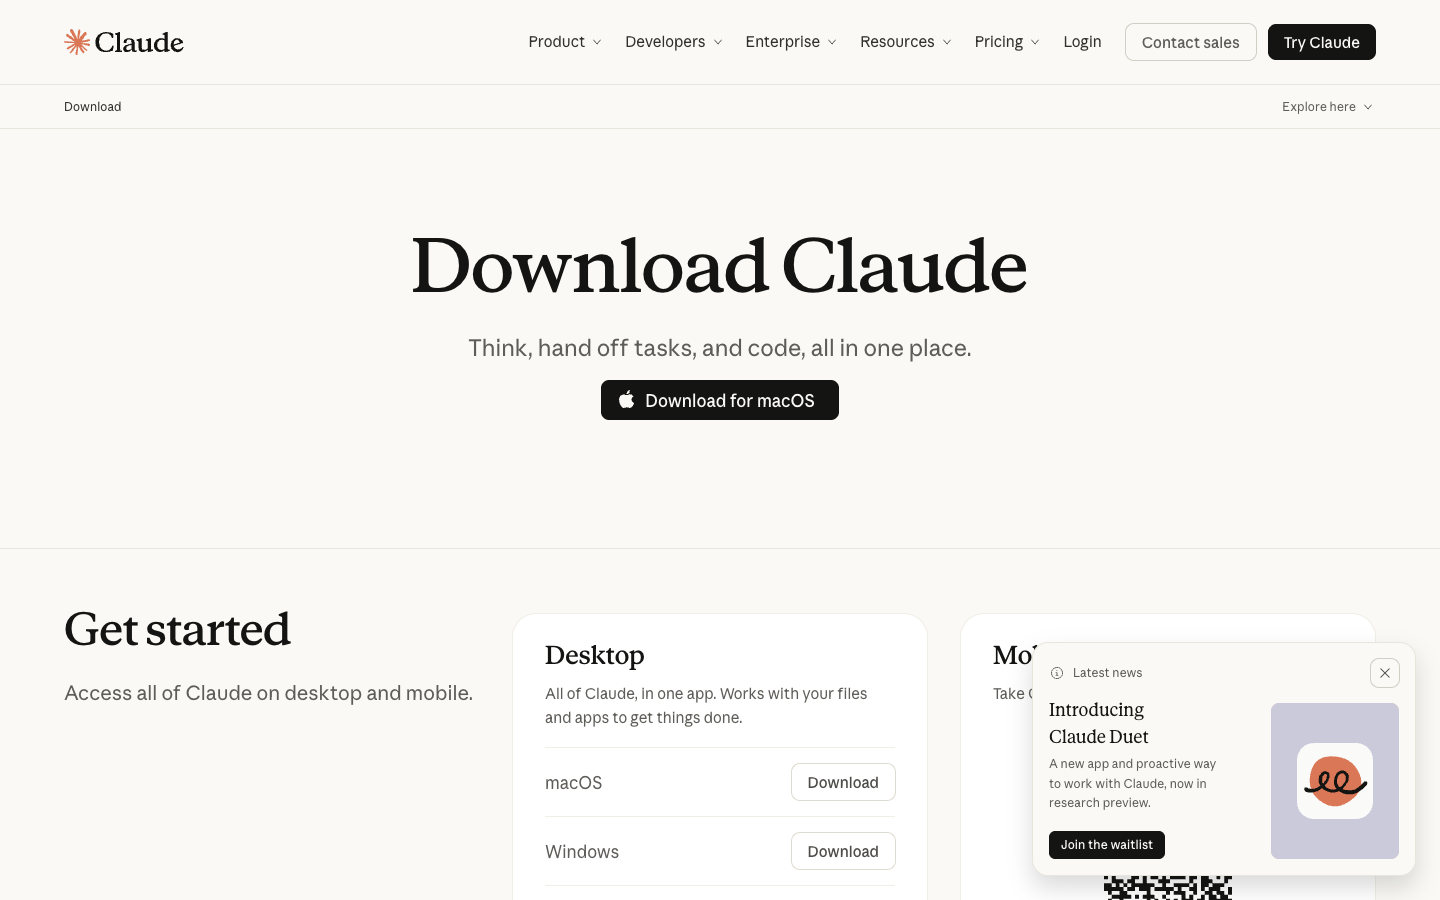 Claude
Product
Developers
Enterprise
Resources
Pricing
Login
Contact sales
Try Claude
Download
Explore here
Download Claude
Think, hand off tasks, and code, all in one place.
Download for macOS
Get started
Access all of Claude on desktop and mobile.
Desktop
All of Claude, in one app. Works with your files
and apps to get things done.
macOS
Download
Windows
Download
Take
Latest news
Introducing
Claude Duet
A new app and proactive way
to work with Claude, now in
research preview.
Join the waitlist